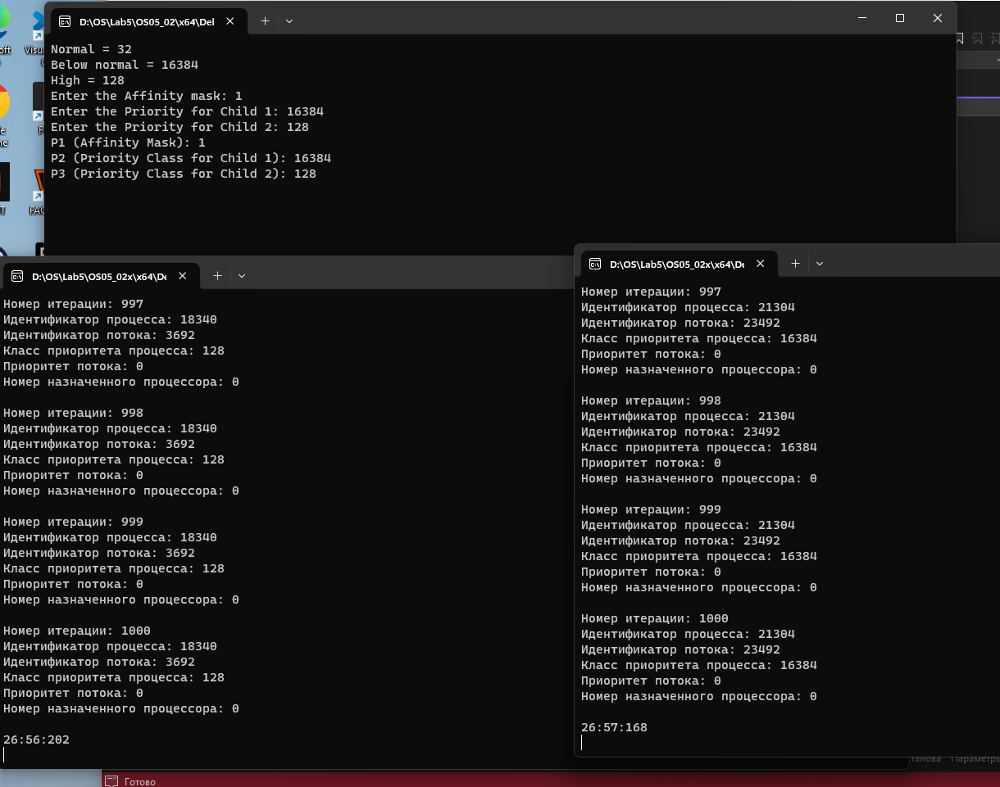 D:\OS\Lab5\OS05_02\x64\Del
Normal = 32
Below normal = 16384
High = 128
Enter the Affinity mask: 1
Enter the Priority for Child 1: 16384
Enter the Priority for Child 2: 128
P1 (Affinity Mask): 1
P2 (Priority Class for Child 1): 16384
P3 (Priority Class for Child 2): 128
D:\OS\Lab5\OS05_02x\x64\De
Номер итерации: 997
Идентификатор процесса: 18340
Идентификатор потока: 3692
Класс приоритета процесса: 128
Приоритет потока: 0
Номер назначенного процессора: 0
Номер итерации: 998
Идентификатор процесса: 18340
Идентификатор потока: 3692
Класс приоритета процесса: 128
Приоритет потока: 0
Номер назначенного процессора: 0
Номер итерации: 999
Идентификатор процесса: 18340
Идентификатор потока: 3692
Класс приоритета процесса: 128
Приоритет потока: 0
Номер назначенного процессора: 0
Номер итерации: 1000
Идентификатор процесса: 18340
Идентификатор потока: 3692
Класс приоритета процесса: 128
Приоритет потока: 0
Номер назначенного процессора: 0
26:56:202
D:\OS\Lab5\OS05_02x\x64\De
Номер итерации: 997
Идентификатор процесса: 21304
Идентификатор потока: 23492
Класс приоритета процесса: 16384
Приоритет потока: 0
Номер назначенного процессора: 0
Номер итерации: 998
Идентификатор процесса: 21304
Идентификатор потока: 23492
Класс приоритета процесса: 16384
Приоритет потока: 0
Номер назначенного процессора: 0
Номер итерации: 999
Идентификатор процесса: 21304
Идентификатор потока: 23492
Класс приоритета процесса: 16384
Приоритет потока: 0
Номер назначенного процессора: 0
Номер итерации: 1000
Идентификатор процесса: 21304
Идентификатор потока: 23492
Класс приоритета процесса: 16384
Приоритет потока: 0
Номер назначенного процессора: 0
26:57:168
Готово